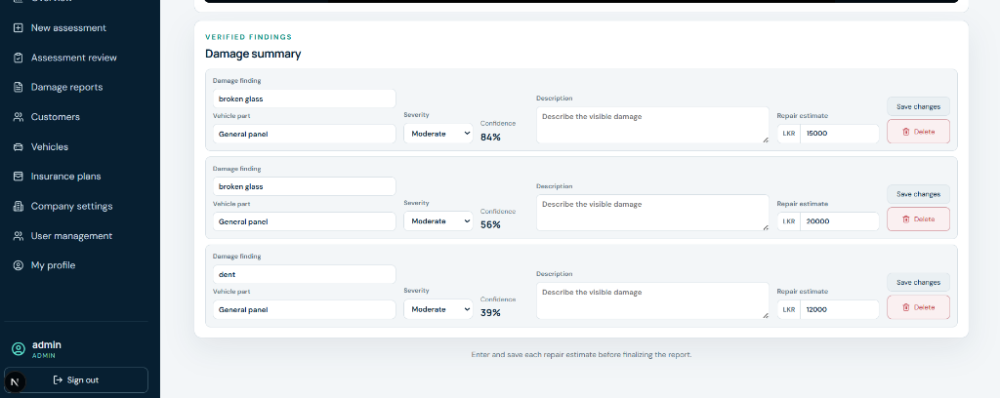 New assessment
Assessment review
Damage reports
Customers
Vehicles
Insurance plans
Company settings
User management
My profile
admin
ADMIN
N
Sign out
VERIFIED FINDINGS
Damage summary
Damage finding
broken glass
Vehicle part
General panel
Severity
Moderate
Confidence
84%
Description
Describe the visible damage
Repair estimate
LKR 15000
Save changes
Delete
Damage finding
broken glass
Vehicle part
General panel
Severity
Moderate
Confidence
56%
Description
Describe the visible damage
Repair estimate
LKR 20000
Save changes
Delete
Damage finding
dent
Vehicle part
General panel
Severity
Moderate
Confidence
39%
Description
Describe the visible damage
Repair estimate
LKR 12000
Save changes
Delete
Enter and save each repair estimate before finalizing the report.